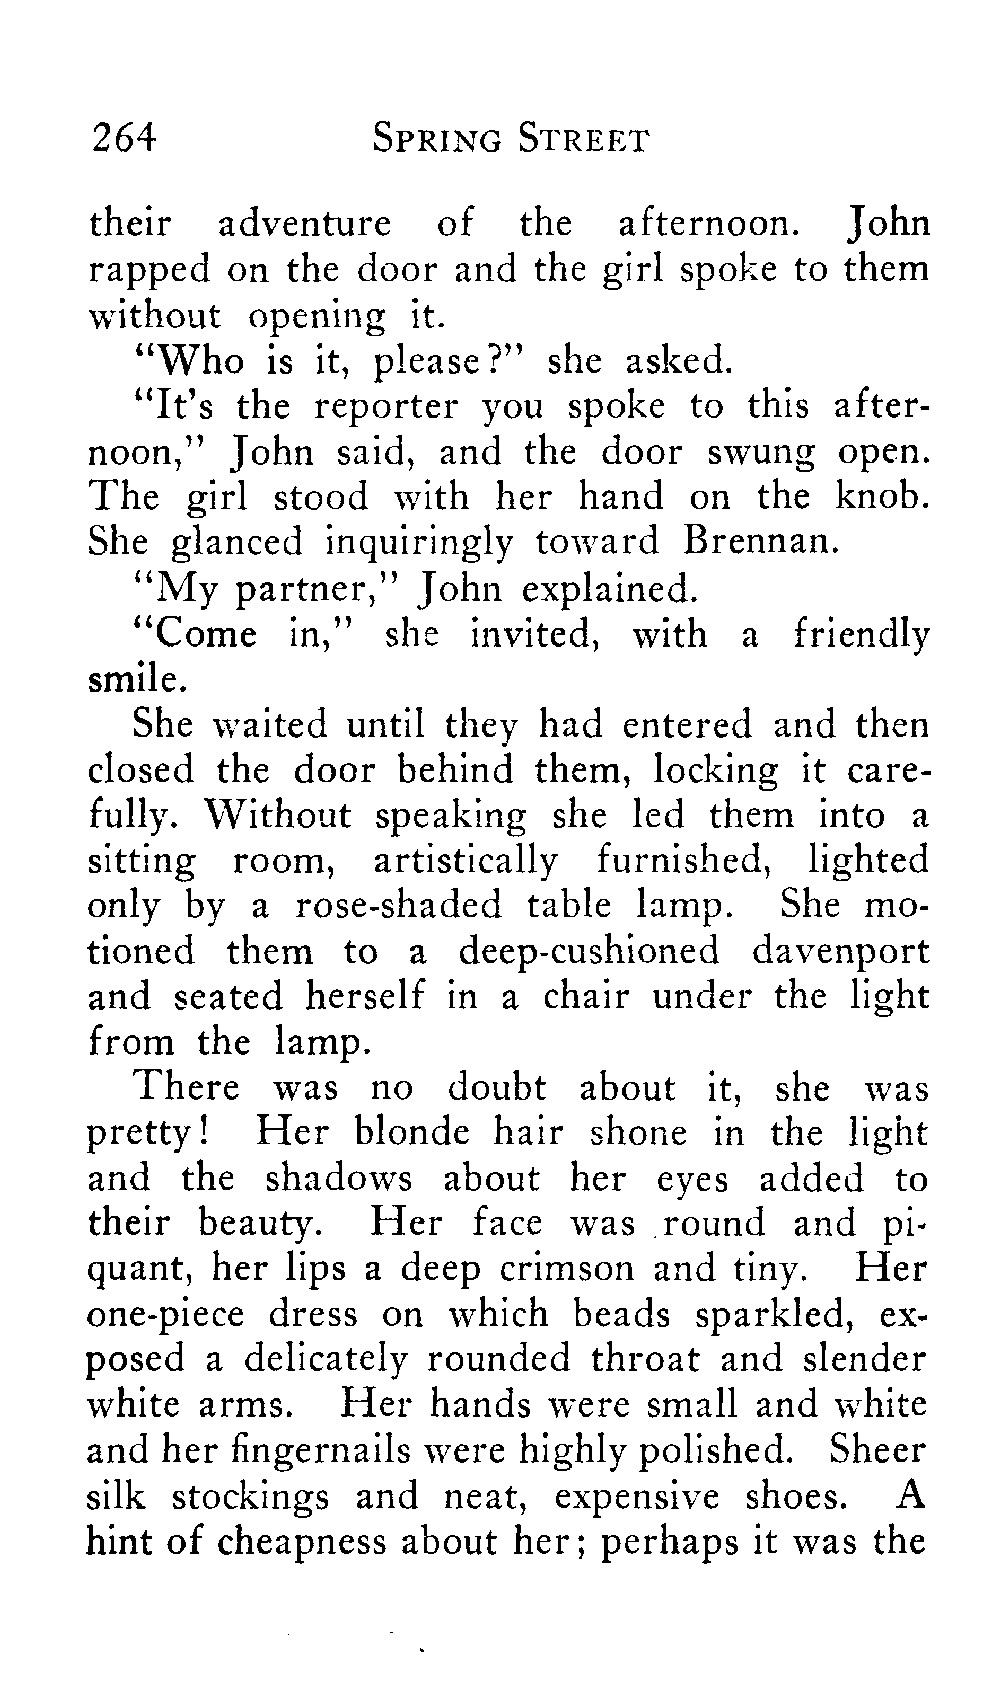 264 SPRING STREET
their adventure of the afternoon. John
rapped on the door and the girl spoke to them
without opening it.
"Who is it, please?" she asked.
"It's the reporter you spoke to this after-
noon," John said, and the door swung open.
The girl stood with her hand on the knob.
She glanced inquiringly toward Brennan.
"My partner," John explained.
"Come in," she invited, with a friendly
smile.
She waited until they had entered and then
closed the door behind them, locking it care-
fully. Without speaking she led them into a
sitting room, artistically furnished, lighted
only by a rose-shaded table lamp. She mo-
tioned them to a deep-cushioned davenport
and seated herself in a chair under the light
from the lamp.
There was no doubt about it, she was
pretty! Her blonde hair shone in the light
and the shadows about her eyes added to
their beauty. Her face was round and pi-
quant, her lips a deep crimson and tiny. Her
one-piece dress on which beads sparkled, ex-
posed a delicately rounded throat and slender
white arms. Her hands were small and white
and her fingernails were highly polished. Sheer
silk stockings and neat, expensive shoes. A
hint of cheapness about her; perhaps it was the